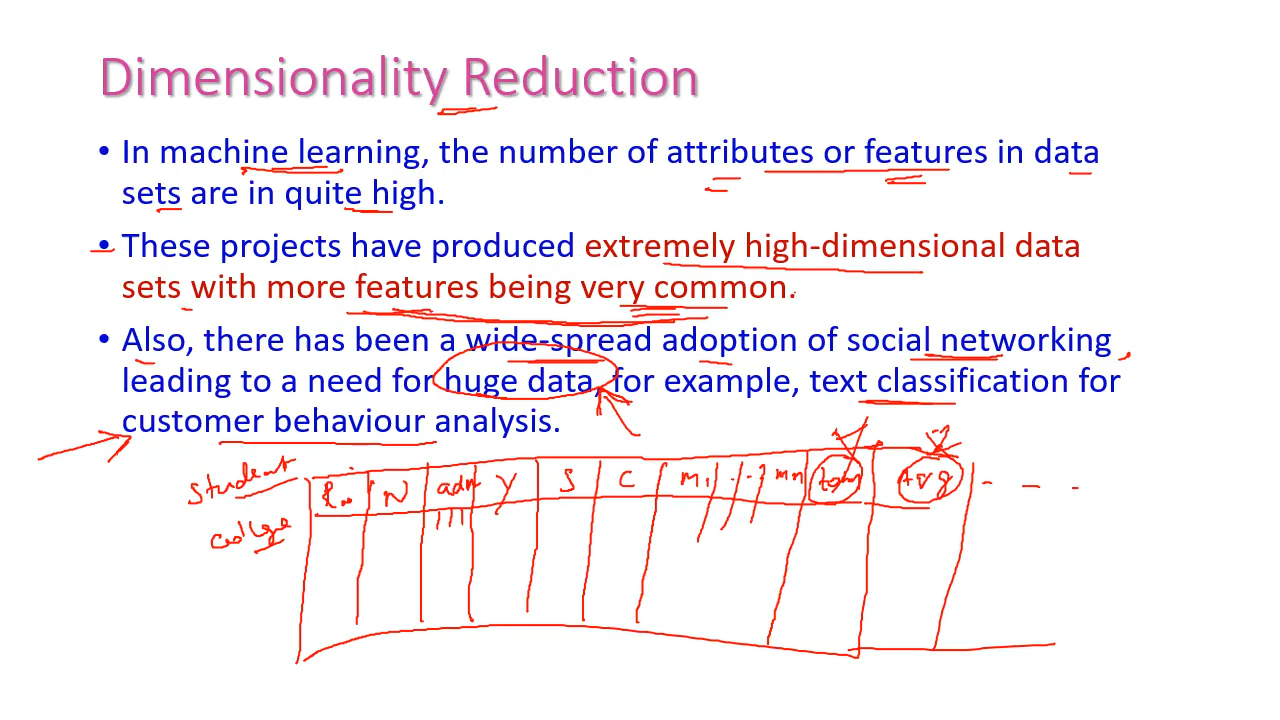 Dimensionality Reduction
• In machine learning, the number of attributes or features in data
sets are in quite high.
• These projects have produced extremely high-dimensional data
sets with more features being very common.
• Also, there has been a wide-spread adoption of social networking,
leading to a need for huge data, for example, text classification for
customer behaviour analysis.
Student
college
N adn Y S C M1 . . Mn Avg - - -